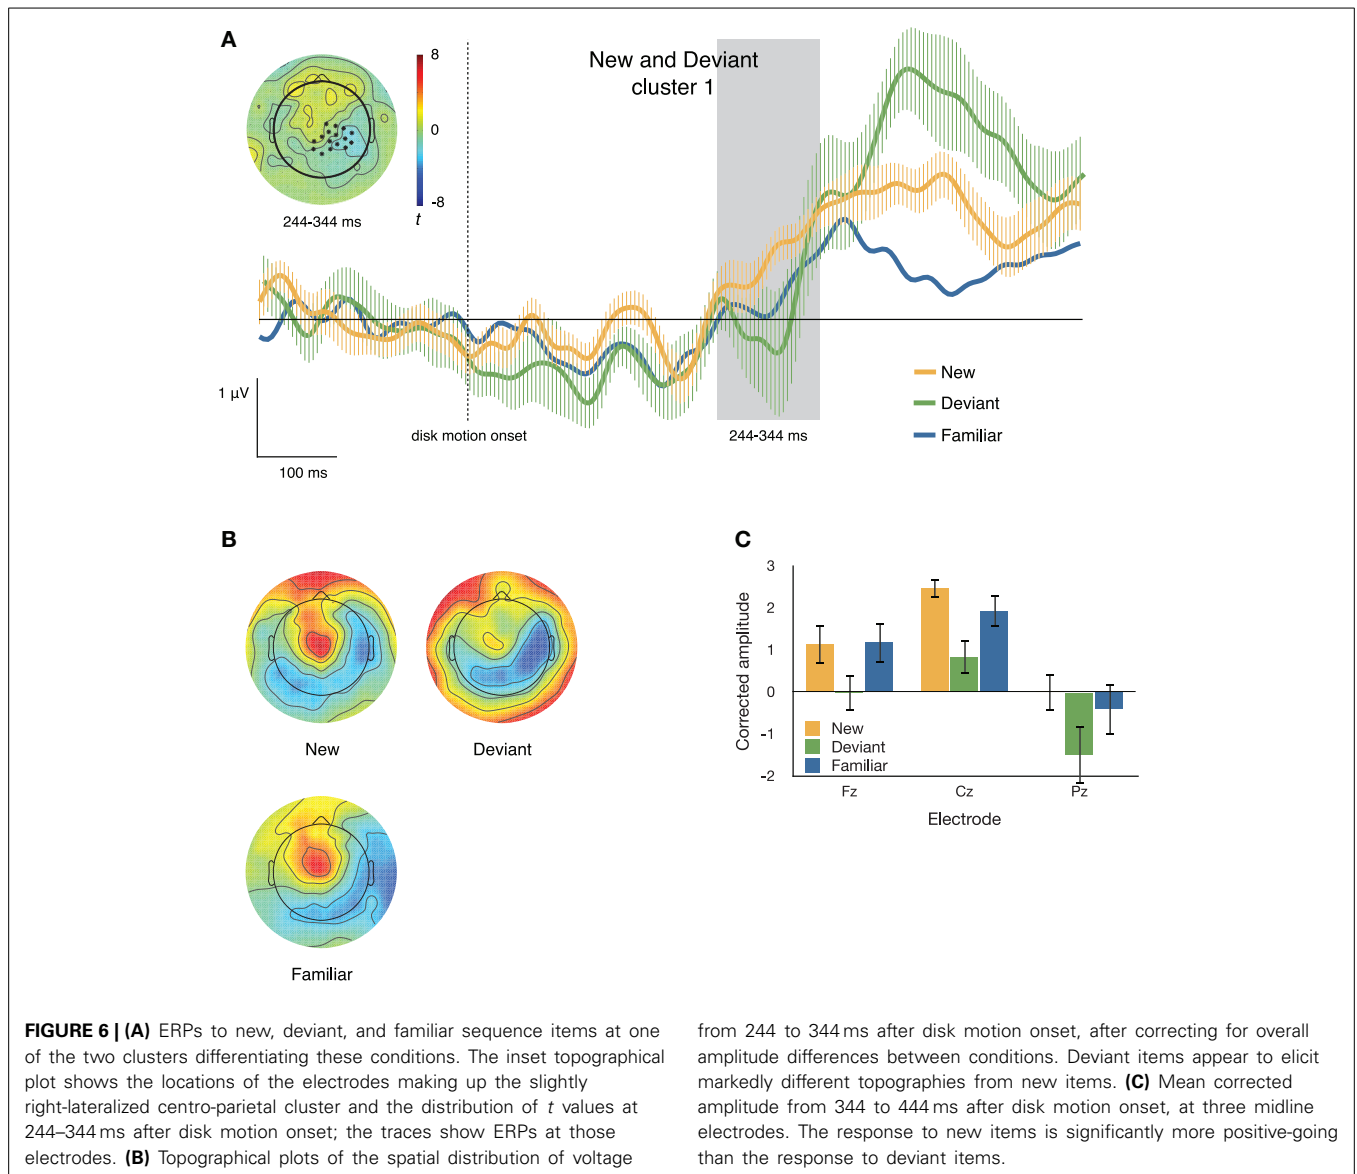 A
New and Deviant
cluster 1
8
0
-8
t
244-344 ms
1 µV
100 ms
disk motion onset
244-344 ms
New
Deviant
Familiar
B
New
Deviant
Familiar
C
Corrected amplitude
3
2
1
0
-1
-2
New
Deviant
Familiar
Fz
Cz
Pz
Electrode
FIGURE 6 | (A) ERPs to new, deviant, and familiar sequence items at one
of the two clusters differentiating these conditions. The inset topographical
plot shows the locations of the electrodes making up the slightly
right-lateralized centro-parietal cluster and the distribution of t values at
244–344 ms after disk motion onset; the traces show ERPs at those
electrodes. (B) Topographical plots of the spatial distribution of voltage
from 244 to 344 ms after disk motion onset, after correcting for overall
amplitude differences between conditions. Deviant items appear to elicit
markedly different topographies from new items. (C) Mean corrected
amplitude from 344 to 444 ms after disk motion onset, at three midline
electrodes. The response to new items is significantly more positive-going
than the response to deviant items.